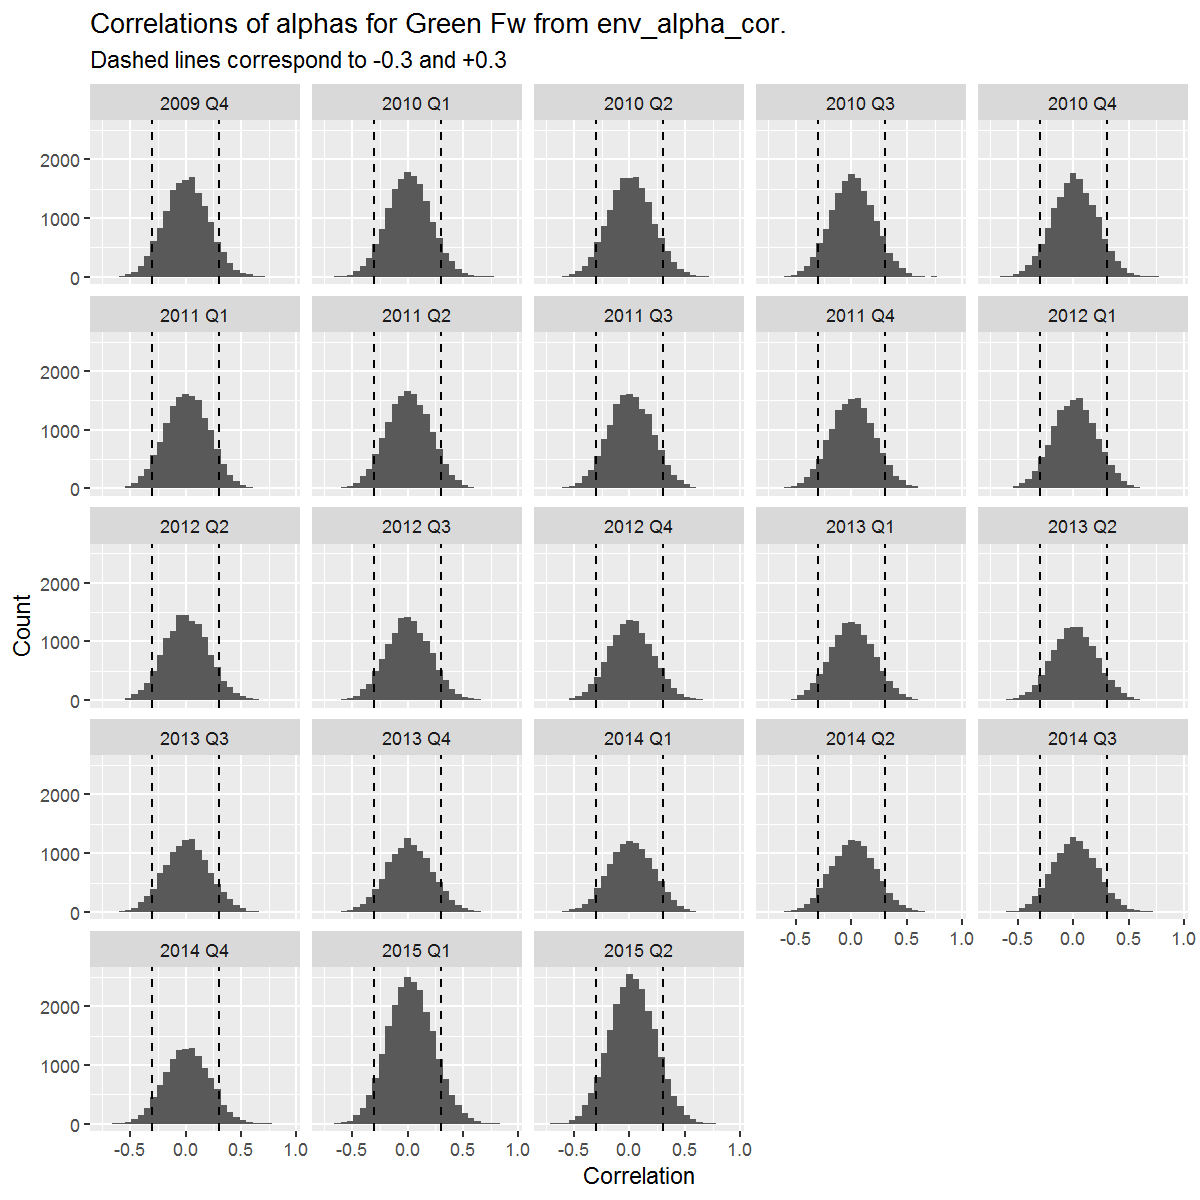 Correlations of alphas for Green Fw from env_alpha_cor.
Dashed lines correspond to -0.3 and +0.3
2009 Q4 2010 Q1 2010 Q2 2010 Q3 2010 Q4
2000
1000
0
2011 Q1 2011 Q2 2011 Q3 2011 Q4 2012 Q1
2000
1000
0
2012 Q2 2012 Q3 2012 Q4 2013 Q1 2013 Q2
2000
1000
0
Count
2013 Q3 2013 Q4 2014 Q1 2014 Q2 2014 Q3
2000
1000
0
-0.5 0.0 0.5 1.0 -0.5 0.0 0.5 1.0
2014 Q4 2015 Q1 2015 Q2
2000
1000
0
-0.5 0.0 0.5 1.0 -0.5 0.0 0.5 1.0 -0.5 0.0 0.5 1.0
Correlation